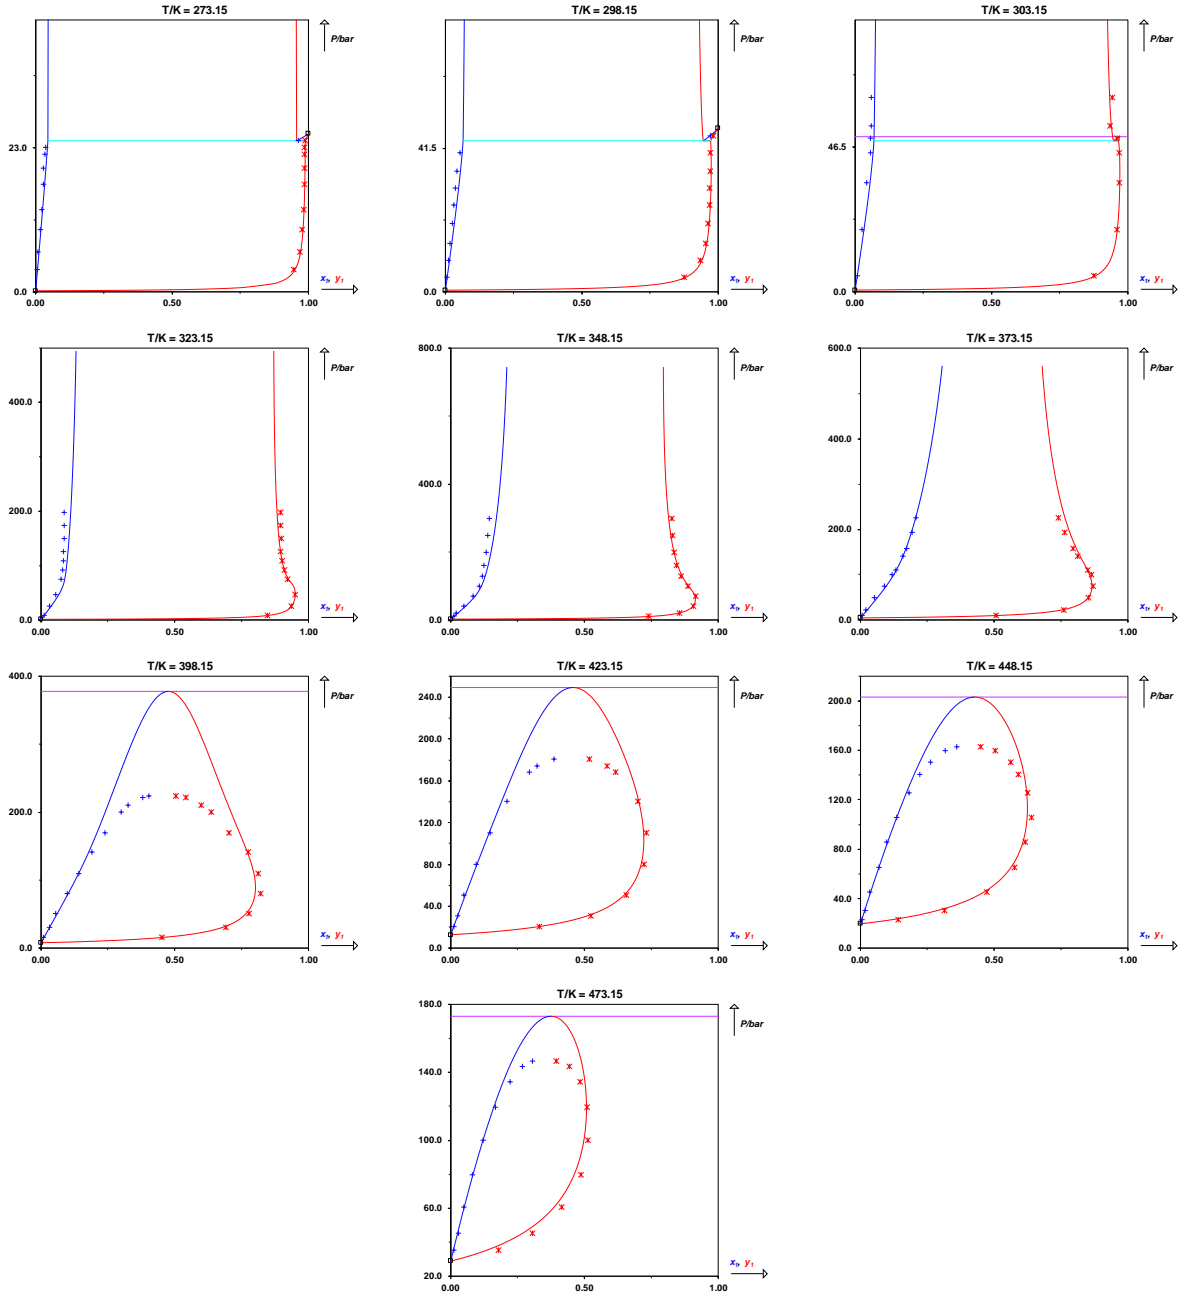 T/K = 273.15
P/bar
23.0
0.0
0.00
0.50
1.00
x₁, y₁
T/K = 298.15
P/bar
41.5
0.0
0.00
0.50
1.00
x₁, y₁
T/K = 303.15
P/bar
46.5
0.0
0.00
0.50
1.00
x₁, y₁
T/K = 323.15
P/bar
400.0
200.0
0.0
0.00
0.50
1.00
x₁, y₁
T/K = 348.15
P/bar
800.0
400.0
0.0
0.00
0.50
1.00
x₁, y₁
T/K = 373.15
P/bar
600.0
400.0
200.0
0.0
0.00
0.50
1.00
x₁, y₁
T/K = 398.15
P/bar
400.0
200.0
0.0
0.00
0.50
1.00
x₁, y₁
T/K = 423.15
P/bar
240.0
200.0
160.0
120.0
80.0
40.0
0.0
0.00
0.50
1.00
x₁, y₁
T/K = 448.15
P/bar
200.0
160.0
120.0
80.0
40.0
0.0
0.00
0.50
1.00
x₁, y₁
T/K = 473.15
P/bar
180.0
140.0
100.0
60.0
20.0
0.00
0.50
1.00
x₁, y₁